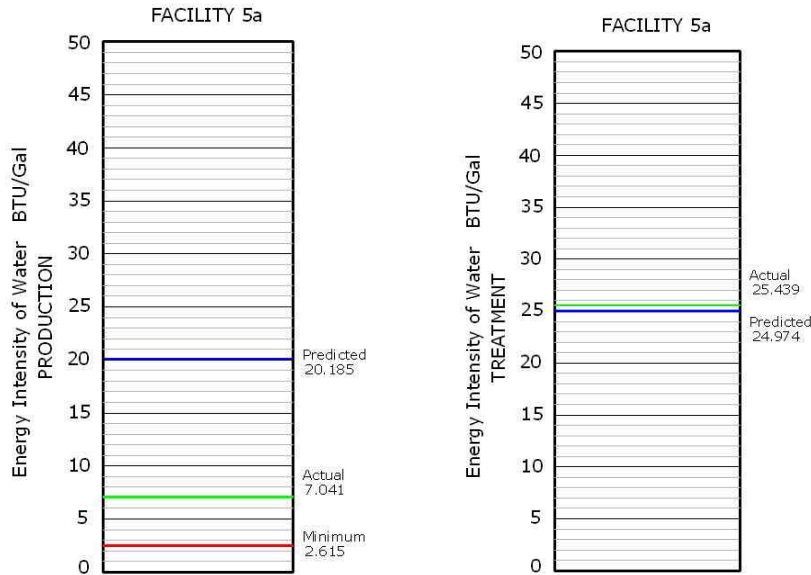 FACILITY 5a
50
45
40
35
30
25
20
15
10
5
0
Energy Intensity of Water BTU/Gal
PRODUCTION
Predicted
20.185
Actual
7.041
Minimum
2.615
FACILITY 5a
50
45
40
35
30
25
20
15
10
5
0
Energy Intensity of Water BTU/Gal
TREATMENT
Actual
25.439
Predicted
24.974